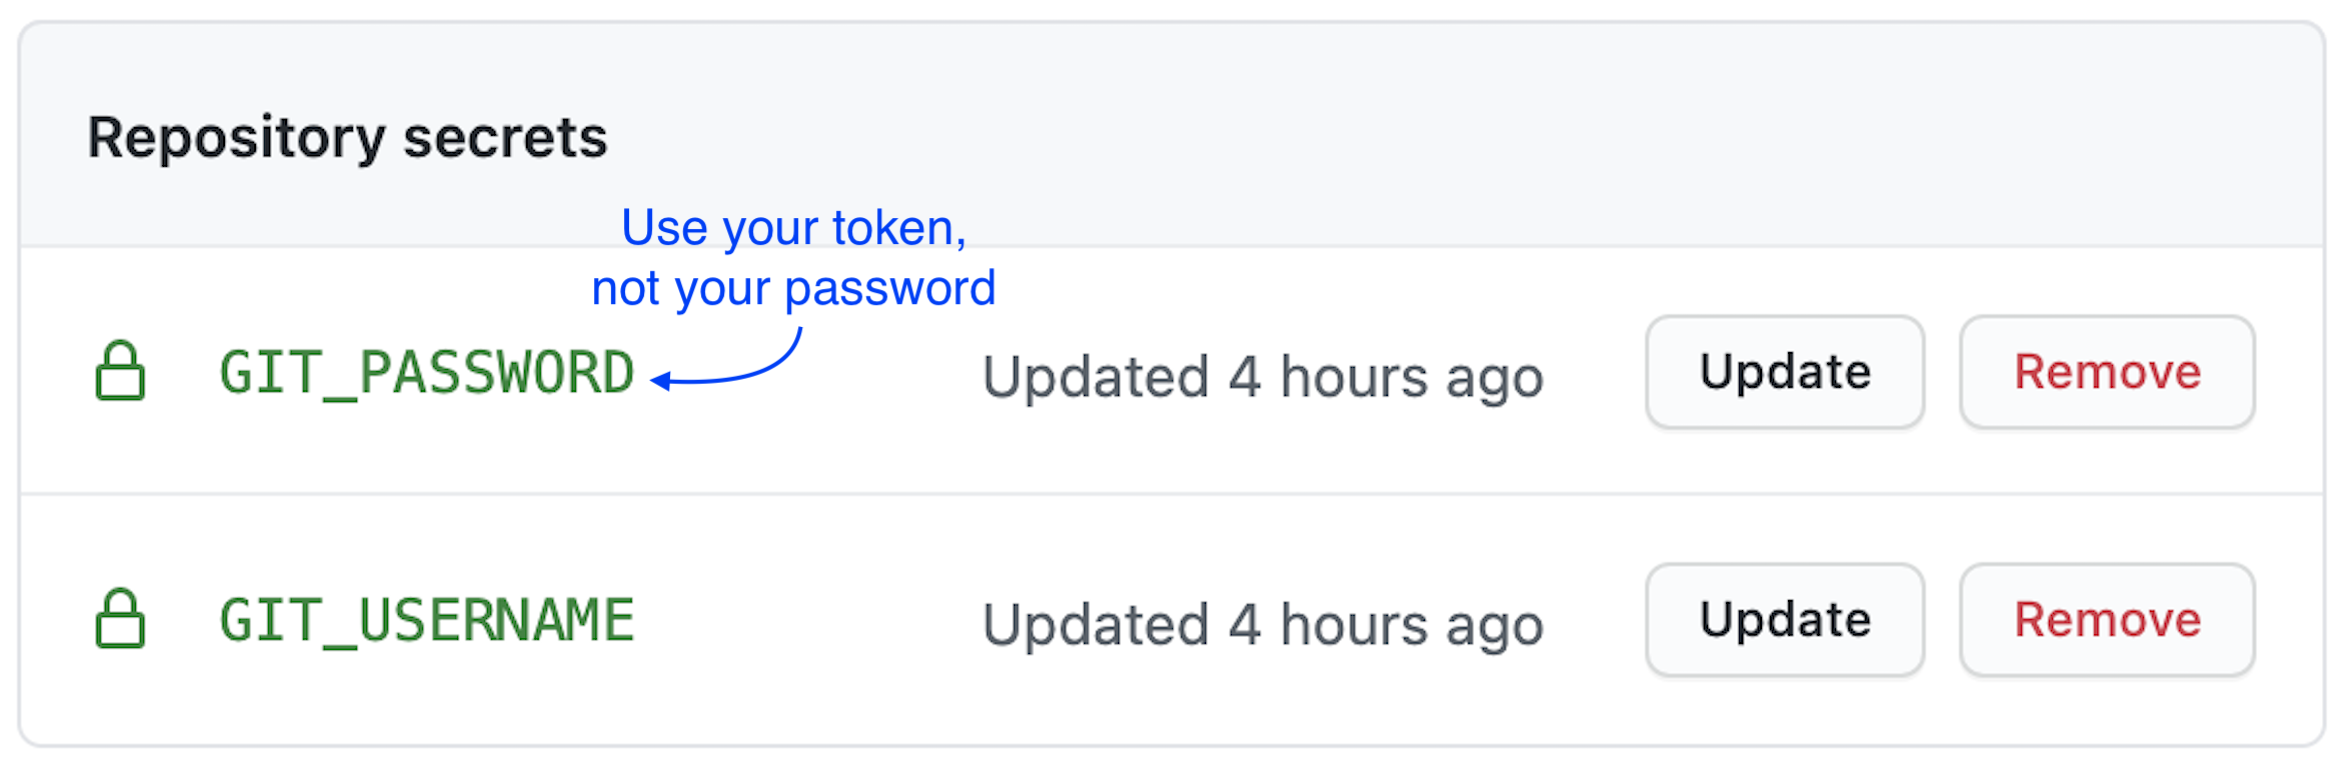 Repository secrets
Use your token,
not your password
GIT_PASSWORD Updated 4 hours ago Update Remove
GIT_USERNAME Updated 4 hours ago Update Remove